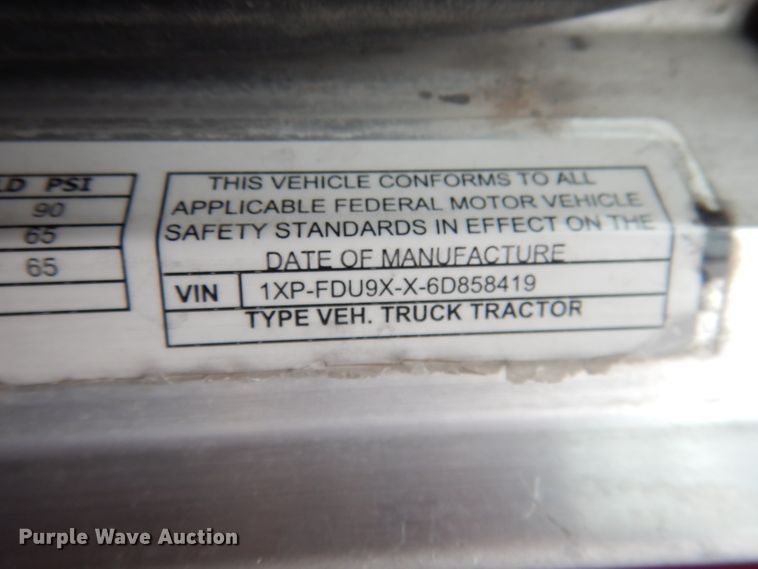 LD PSI
90
65
65
THIS VEHICLE CONFORMS TO ALL
APPLICABLE FEDERAL MOTOR VEHICLE
SAFETY STANDARDS IN EFFECT ON THE
DATE OF MANUFACTURE
VIN 1XP-FDU9X-X-6D858419
TYPE VEH. TRUCK TRACTOR
Purple Wave Auction